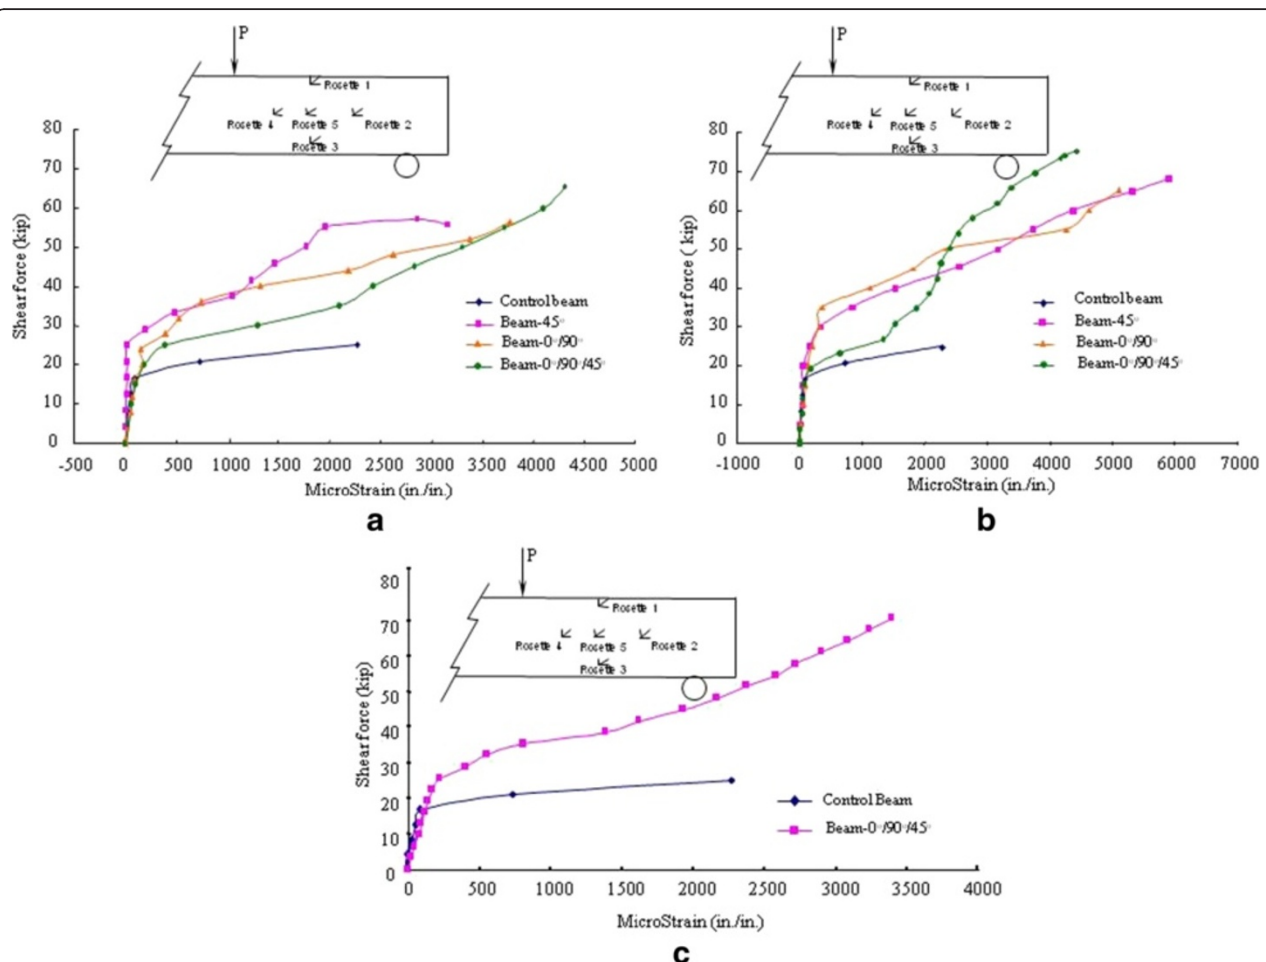 P
Rosette 1
Rosette 4 Rosette 5 Rosette 2
Rosette 3
80
70
60
50
40
30
20
10
0
Shearforce (kip)
Controlbeam
Beam-45°
Beam-0°/90°
Beam-0°/90°/45°
-500 0 500 1000 1500 2000 2500 3000 3500 4000 4500 5000
MicroStrain (in./in.)
a
P
Rosette 1
Rosette 4 Rosette 5 Rosette 2
Rosette 3
80
70
60
50
40
30
20
10
0
Shearforce ( kip)
Controlbeam
Beam-45°
Beam-0°/90°
Beam-0°/90°/45°
-1000 0 1000 2000 3000 4000 5000 6000 7000
MicroStrain (in./in.)
b
P
Rosette 1
Rosette 4 Rosette 5 Rosette 2
Rosette 3
80
70
60
50
40
30
20
10
0
Shearforce (kip)
Control Beam
Beam-0°/90°/45°
0 500 1000 1500 2000 2500 3000 3500 4000
MicroStrain (in./in.)
c